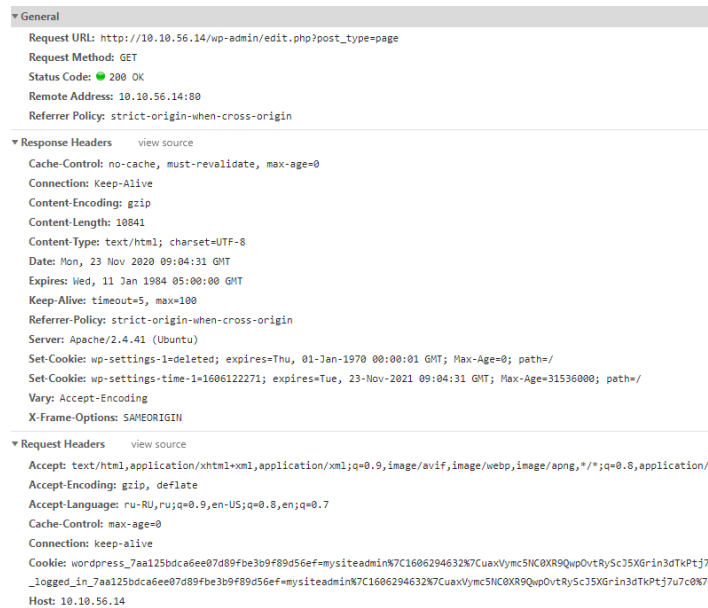 General
Request URL: http://10.10.56.14/wp-admin/edit.php?post_type=page
Request Method: GET
Status Code: 200 OK
Remote Address: 10.10.56.14:80
Referrer Policy: strict-origin-when-cross-origin
Response Headers view source
Cache-Control: no-cache, must-revalidate, max-age=0
Connection: Keep-Alive
Content-Encoding: gzip
Content-Length: 10841
Content-Type: text/html; charset=UTF-8
Date: Mon, 23 Nov 2020 09:04:31 GMT
Expires: Wed, 11 Jan 1984 05:00:00 GMT
Keep-Alive: timeout=5, max=100
Referrer-Policy: strict-origin-when-cross-origin
Server: Apache/2.4.41 (Ubuntu)
Set-Cookie: wp-settings-1=deleted; expires=Thu, 01-Jan-1970 00:00:01 GMT; Max-Age=0; path=/
Set-Cookie: wp-settings-time-1=1606122271; expires=Tue, 23-Nov-2021 09:04:31 GMT; Max-Age=31536000; path=/
Vary: Accept-Encoding
X-Frame-Options: SAMEORIGIN
Request Headers view source
Accept: text/html,application/xhtml+xml,application/xml;q=0.9,image/avif,image/webp,image/apng,*/*;q=0.8,application/
Accept-Encoding: gzip, deflate
Accept-Language: ru-RU,ru;q=0.9,en-US;q=0.8,en;q=0.7
Cache-Control: max-age=0
Connection: keep-alive
Cookie: wordpress_7aa125bdca6ee07d89fbe3b9f89d56ef=mysiteadmin%7C1606294632%7CuaxVymc5NC0XR9QwpOvtRyScJ5XGrin3dTkPtj7
_logged_in_7aa125bdca6ee07d89fbe3b9f89d56ef=mysiteadmin%7C1606294632%7CuaxVymc5NC0XR9QwpOvtRyScJ5XGrin3dTkPtj7u7c0%7
Host: 10.10.56.14